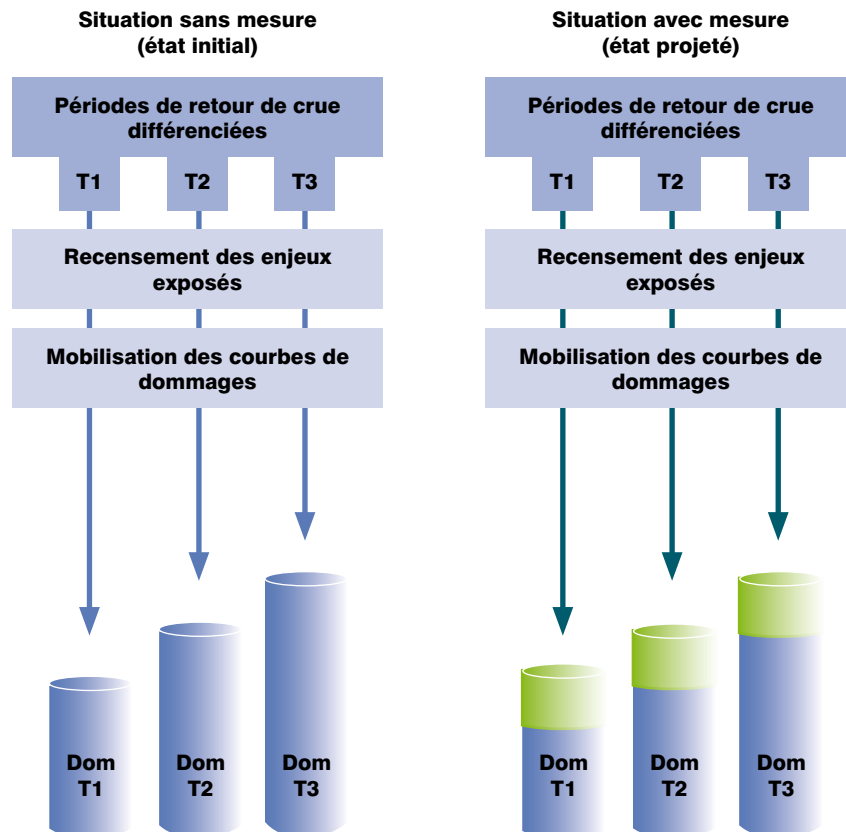 Situation sans mesure
(état initial)
Périodes de retour de crue
différenciées
T1
T2
T3
Recensement des enjeux
exposés
Mobilisation des courbes de
dommages
Dom
T1
Dom
T2
Dom
T3
Situation avec mesure
(état projeté)
Périodes de retour de crue
différenciées
T1
T2
T3
Recensement des enjeux
exposés
Mobilisation des courbes de
dommages
Dom
T1
Dom
T2
Dom
T3